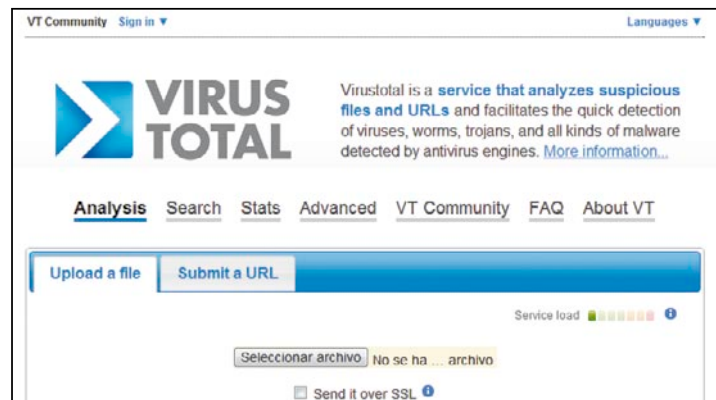 VT Community Sign in ▼ Languages ▼
VIRUS
TOTAL
Virustotal is a service that analyzes suspicious
files and URLs and facilitates the quick detection
of viruses, worms, trojans, and all kinds of malware
detected by antivirus engines. More information...
Analysis Search Stats Advanced VT Community FAQ About VT
Upload a file Submit a URL
Service load
Seleccionar archivo No se ha ... archivo
Send it over SSL